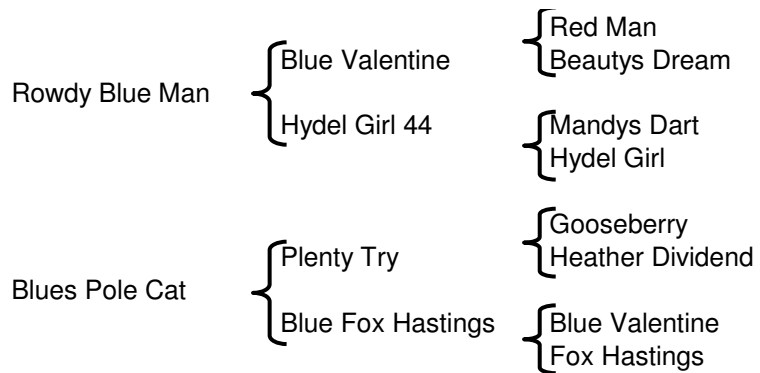 Red Man
Blue Valentine
Beautys Dream
Rowdy Blue Man
Hydel Girl 44
Mandys Dart
Hydel Girl
Gooseberry
Plenty Try
Heather Dividend
Blues Pole Cat
Blue Fox Hastings
Blue Valentine
Fox Hastings